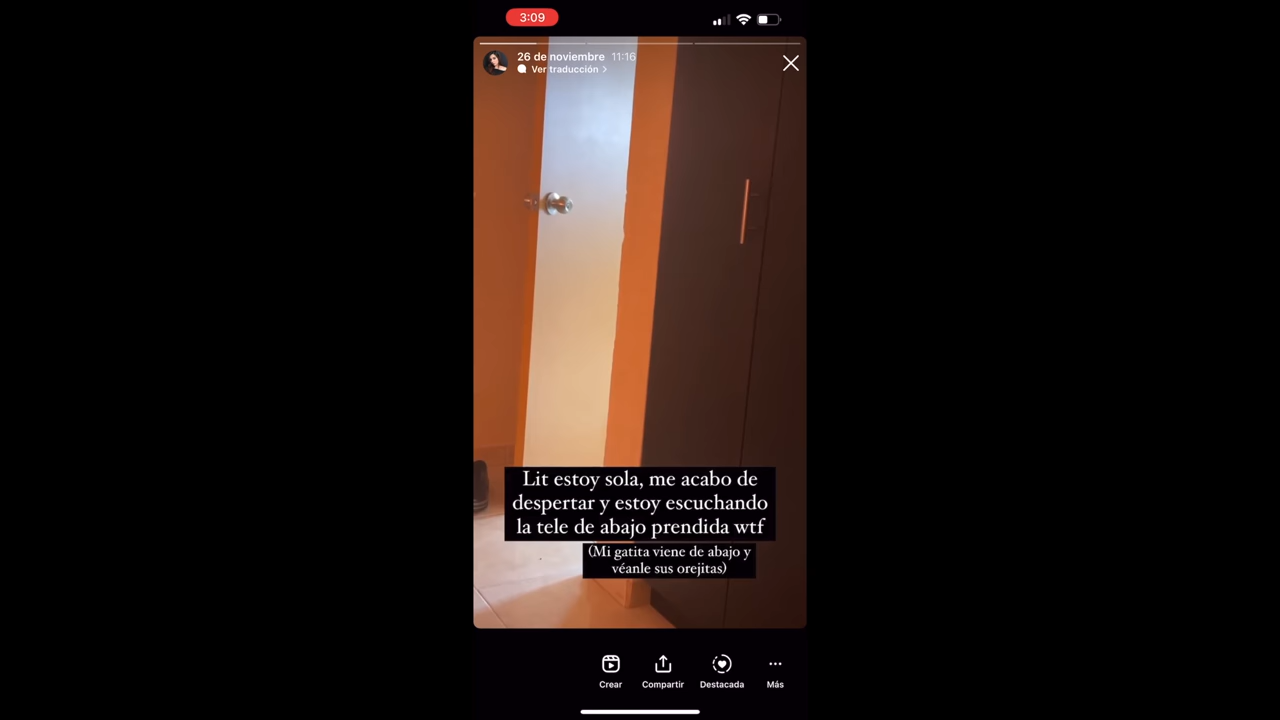 3:09
26 de noviembre 11:16
Ver traducción >
Lit estoy sola, me acabo de
despertar y estoy escuchando
la tele de abajo prendida wtf
(Mi gatita viene de abajo y
véanle sus orejitas)
Crear Compartir Destacada Más